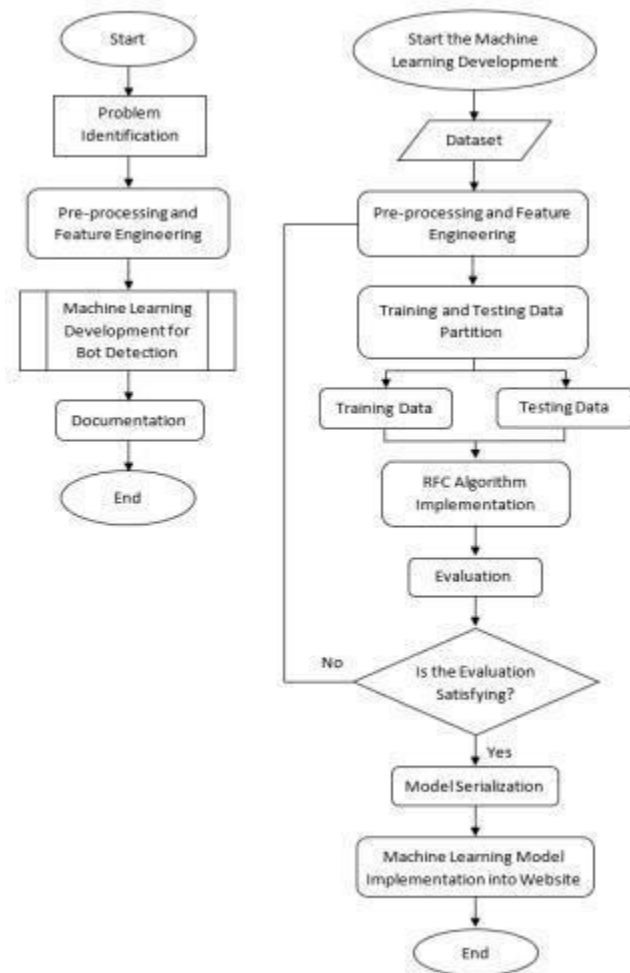 Start
Problem
Identification
Pre-processing and
Feature Engineering
Machine Learning
Development for
Bot Detection
Documentation
End
Start the Machine
Learning Development
Dataset
Pre-processing and Feature
Engineering
Training and Testing Data
Partition
Training Data
Testing Data
RFC Algorithm
Implementation
Evaluation
Is the Evaluation
Satisfying?
No
Yes
Model Serialization
Machine Learning Model
Implementation into Website
End